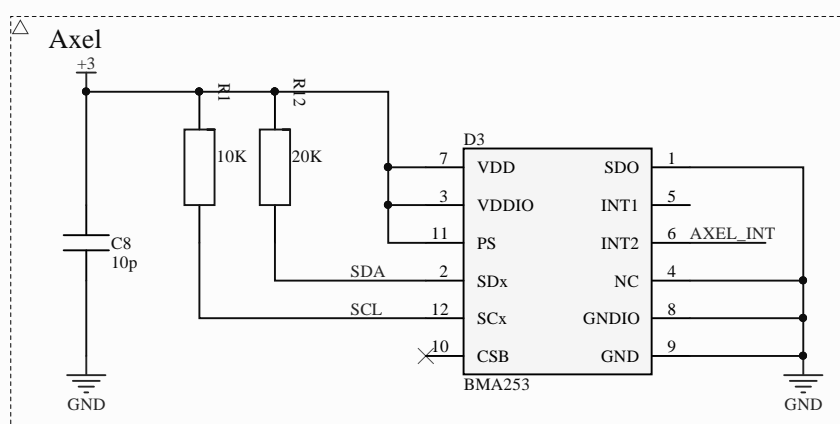 Axel
+3
R1
R12
10K
20K
C8
10p
GND
SDA
SCL
D3
7 VDD
3 VDDIO
11 PS
2 SDx
12 SCx
10 CSB
SDO 1
INT1 5
INT2 6 AXEL_INT
NC 4
GNDIO 8
GND 9
BMA253
GND